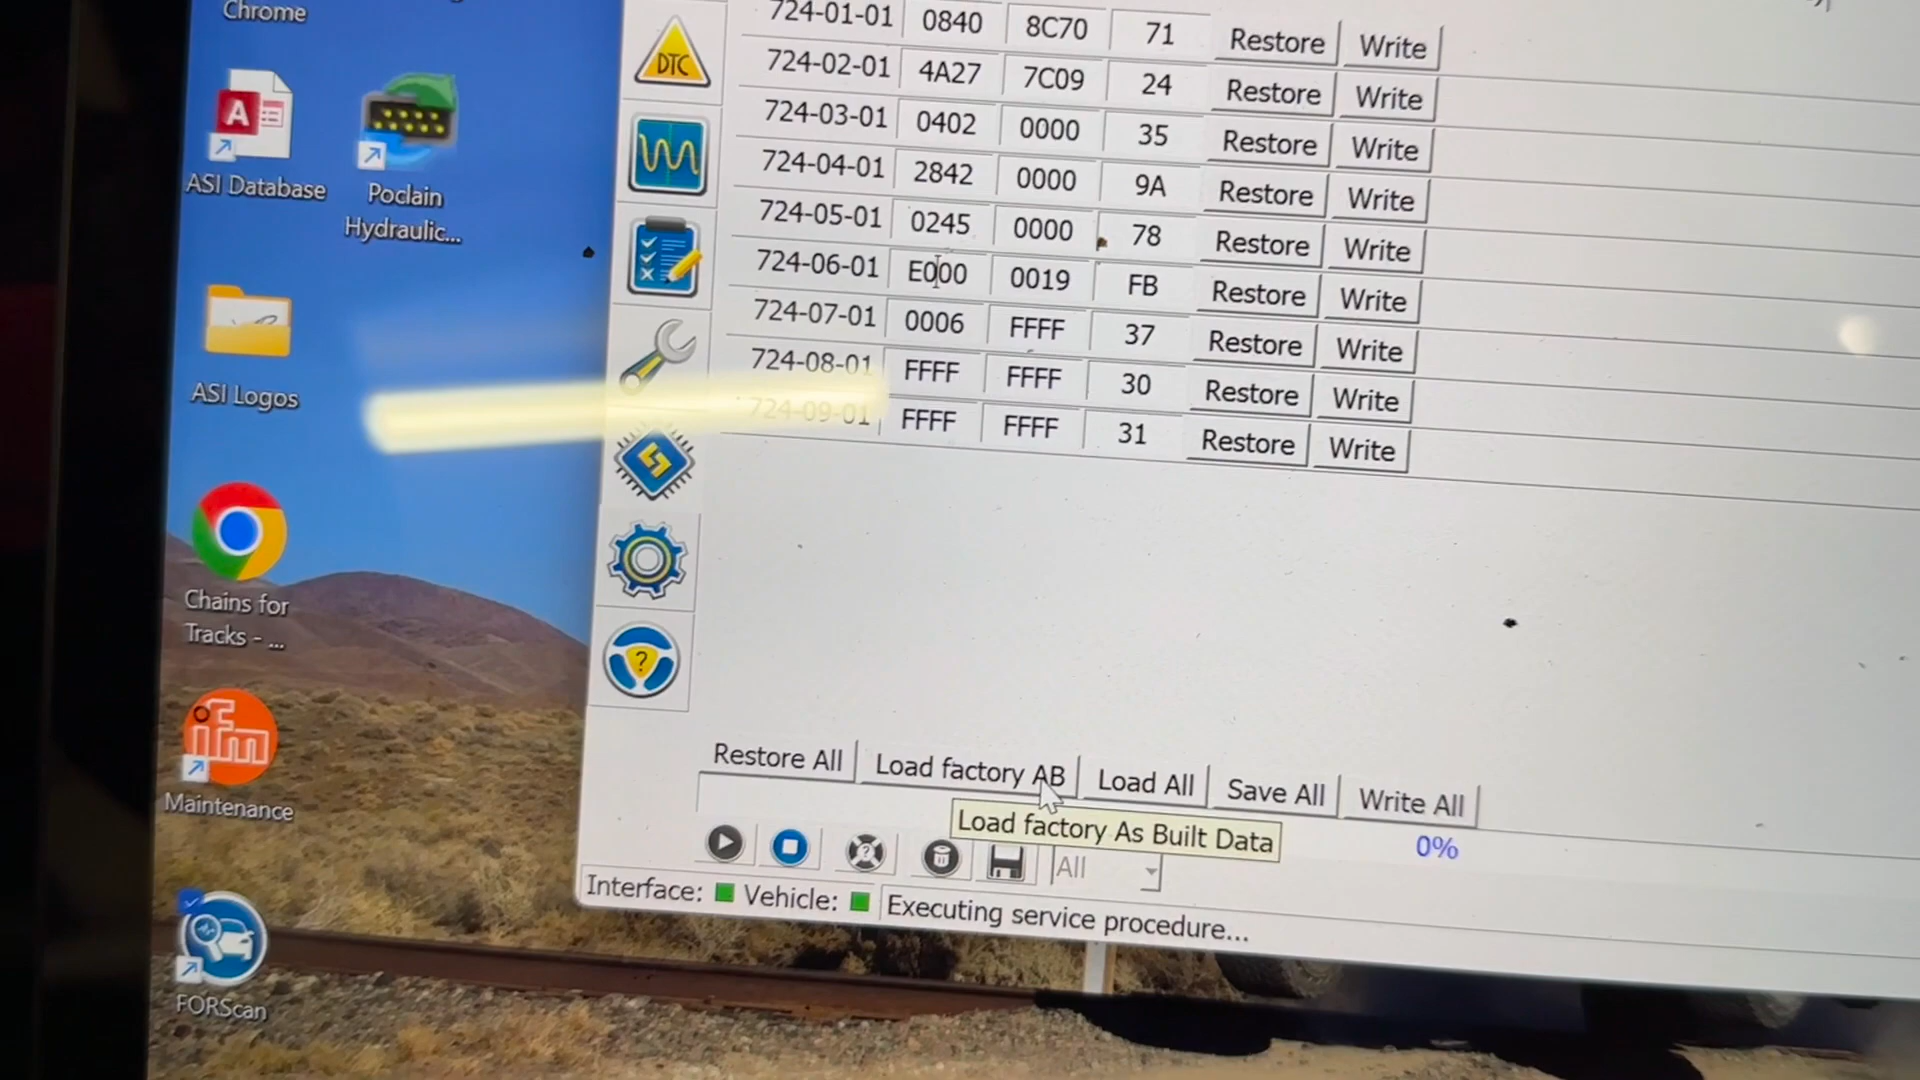 Chrome
ASI Database
Poclain
Hydraulic...
ASI Logos
Chains for
Tracks - ...
ifm
Maintenance
FORScan
DTC
724-01-01 0840 8C70 71 Restore Write
724-02-01 4A27 7C09 24 Restore Write
724-03-01 0402 0000 35 Restore Write
724-04-01 2842 0000 9A Restore Write
724-05-01 0245 0000 78 Restore Write
724-06-01 E000 0019 FB Restore Write
724-07-01 0006 FFFF 37 Restore Write
724-08-01 FFFF FFFF 30 Restore Write
724-09-01 FFFF FFFF 31 Restore Write
Restore All Load factory AB Load All Save All Write All
Load factory As Built Data
All
0%
Interface: Vehicle: Executing service procedure...